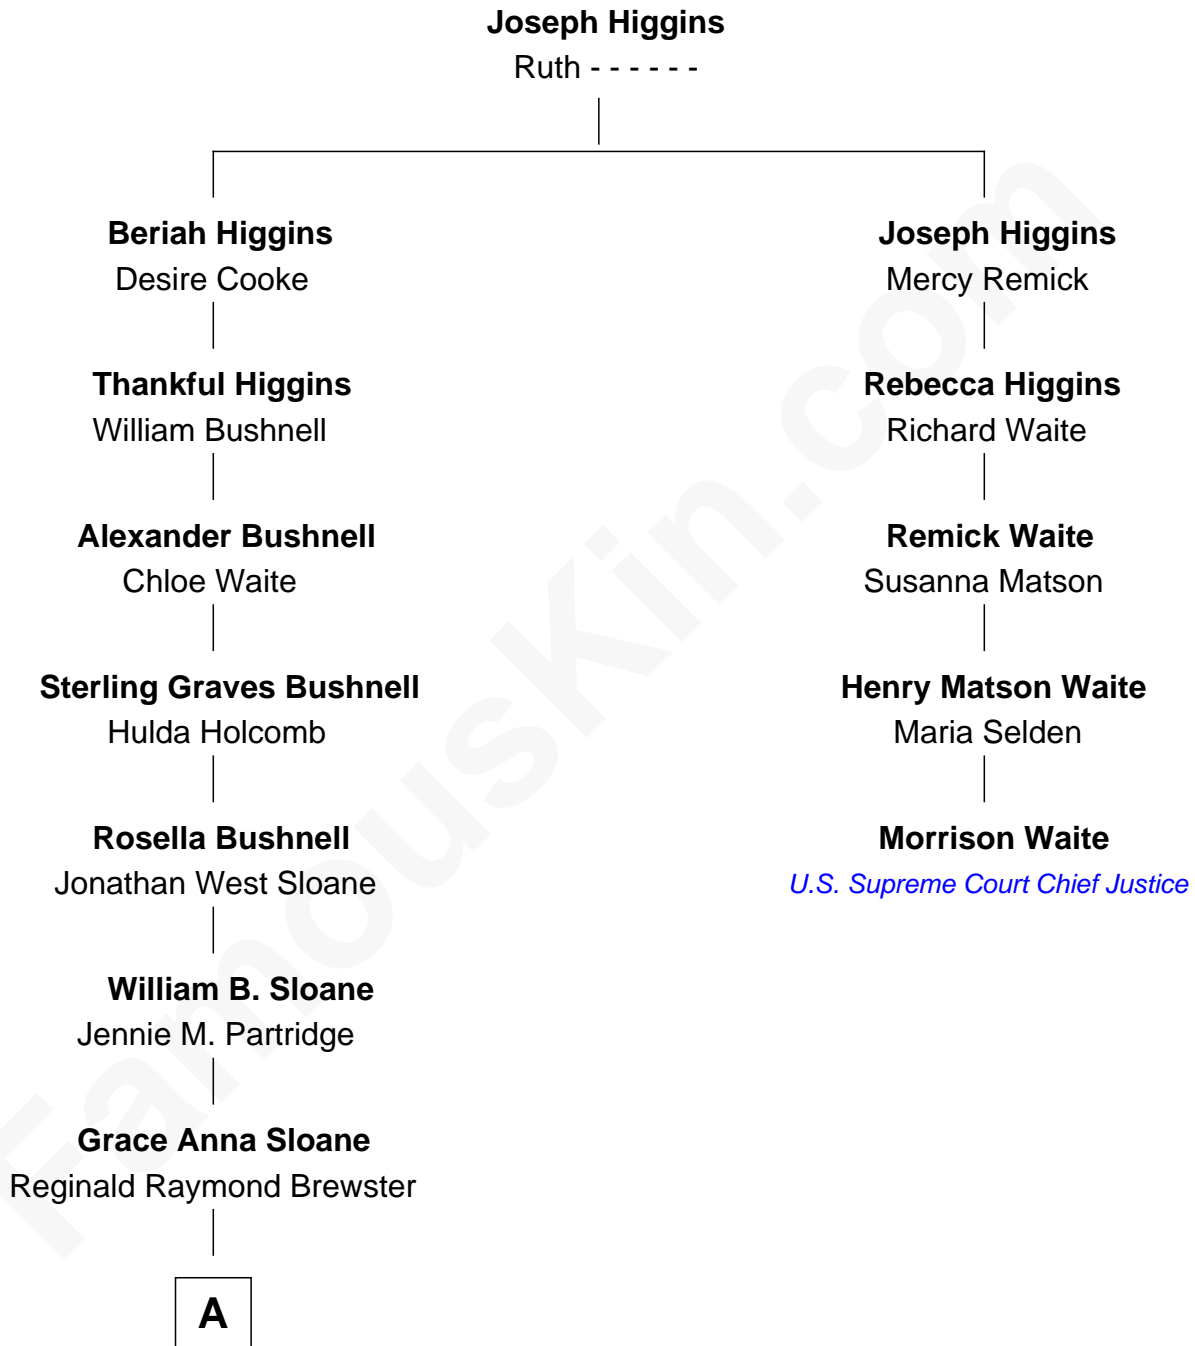 Joseph Higgins
Ruth - - - - - -
Beriah Higgins
Desire Cooke
Joseph Higgins
Mercy Remick
Thankful Higgins
William Bushnell
Rebecca Higgins
Richard Waite
Alexander Bushnell
Chloe Waite
Remick Waite
Susanna Matson
Sterling Graves Bushnell
Hulda Holcomb
Henry Matson Waite
Maria Selden
Rosella Bushnell
Jonathan West Sloane
Morrison Waite
U.S. Supreme Court Chief Justice
William B. Sloane
Jennie M. Partridge
Grace Anna Sloane
Reginald Raymond Brewster
A
FamousKin.com